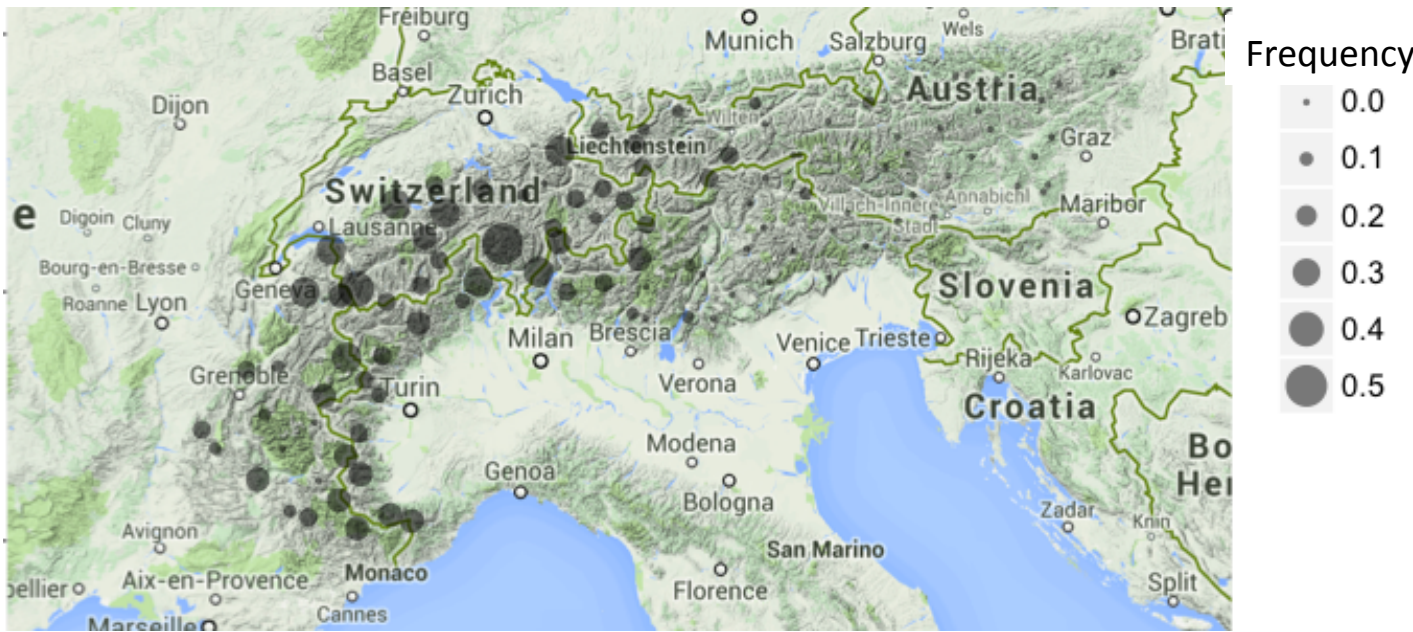 Freiburg
Munich
Salzburg
Wels
Brati
Frequency
Basel
Zurich
Austria
Dijon
Wilten
0.0
0.1
0.2
0.3
0.4
0.5
Liechtenstein
Graz
Switzerland
e
Digoin
Cluny
Lausanne
Villach-Innere
Stadt
Annabichl
Maribor
Bourg-en-Bresse
Geneva
Roanne
Lyon
Slovenia
Zagreb
Milan
Brescia
Venice
Trieste
Rijeka
Karlovac
Grenoble
Turin
Verona
Croatia
Modena
Bo
Her
Genoa
Bologna
Avignon
Zadar
Knin
San Marino
Monaco
Florence
pellier
Aix-en-Provence
Cannes
Split
Marseille